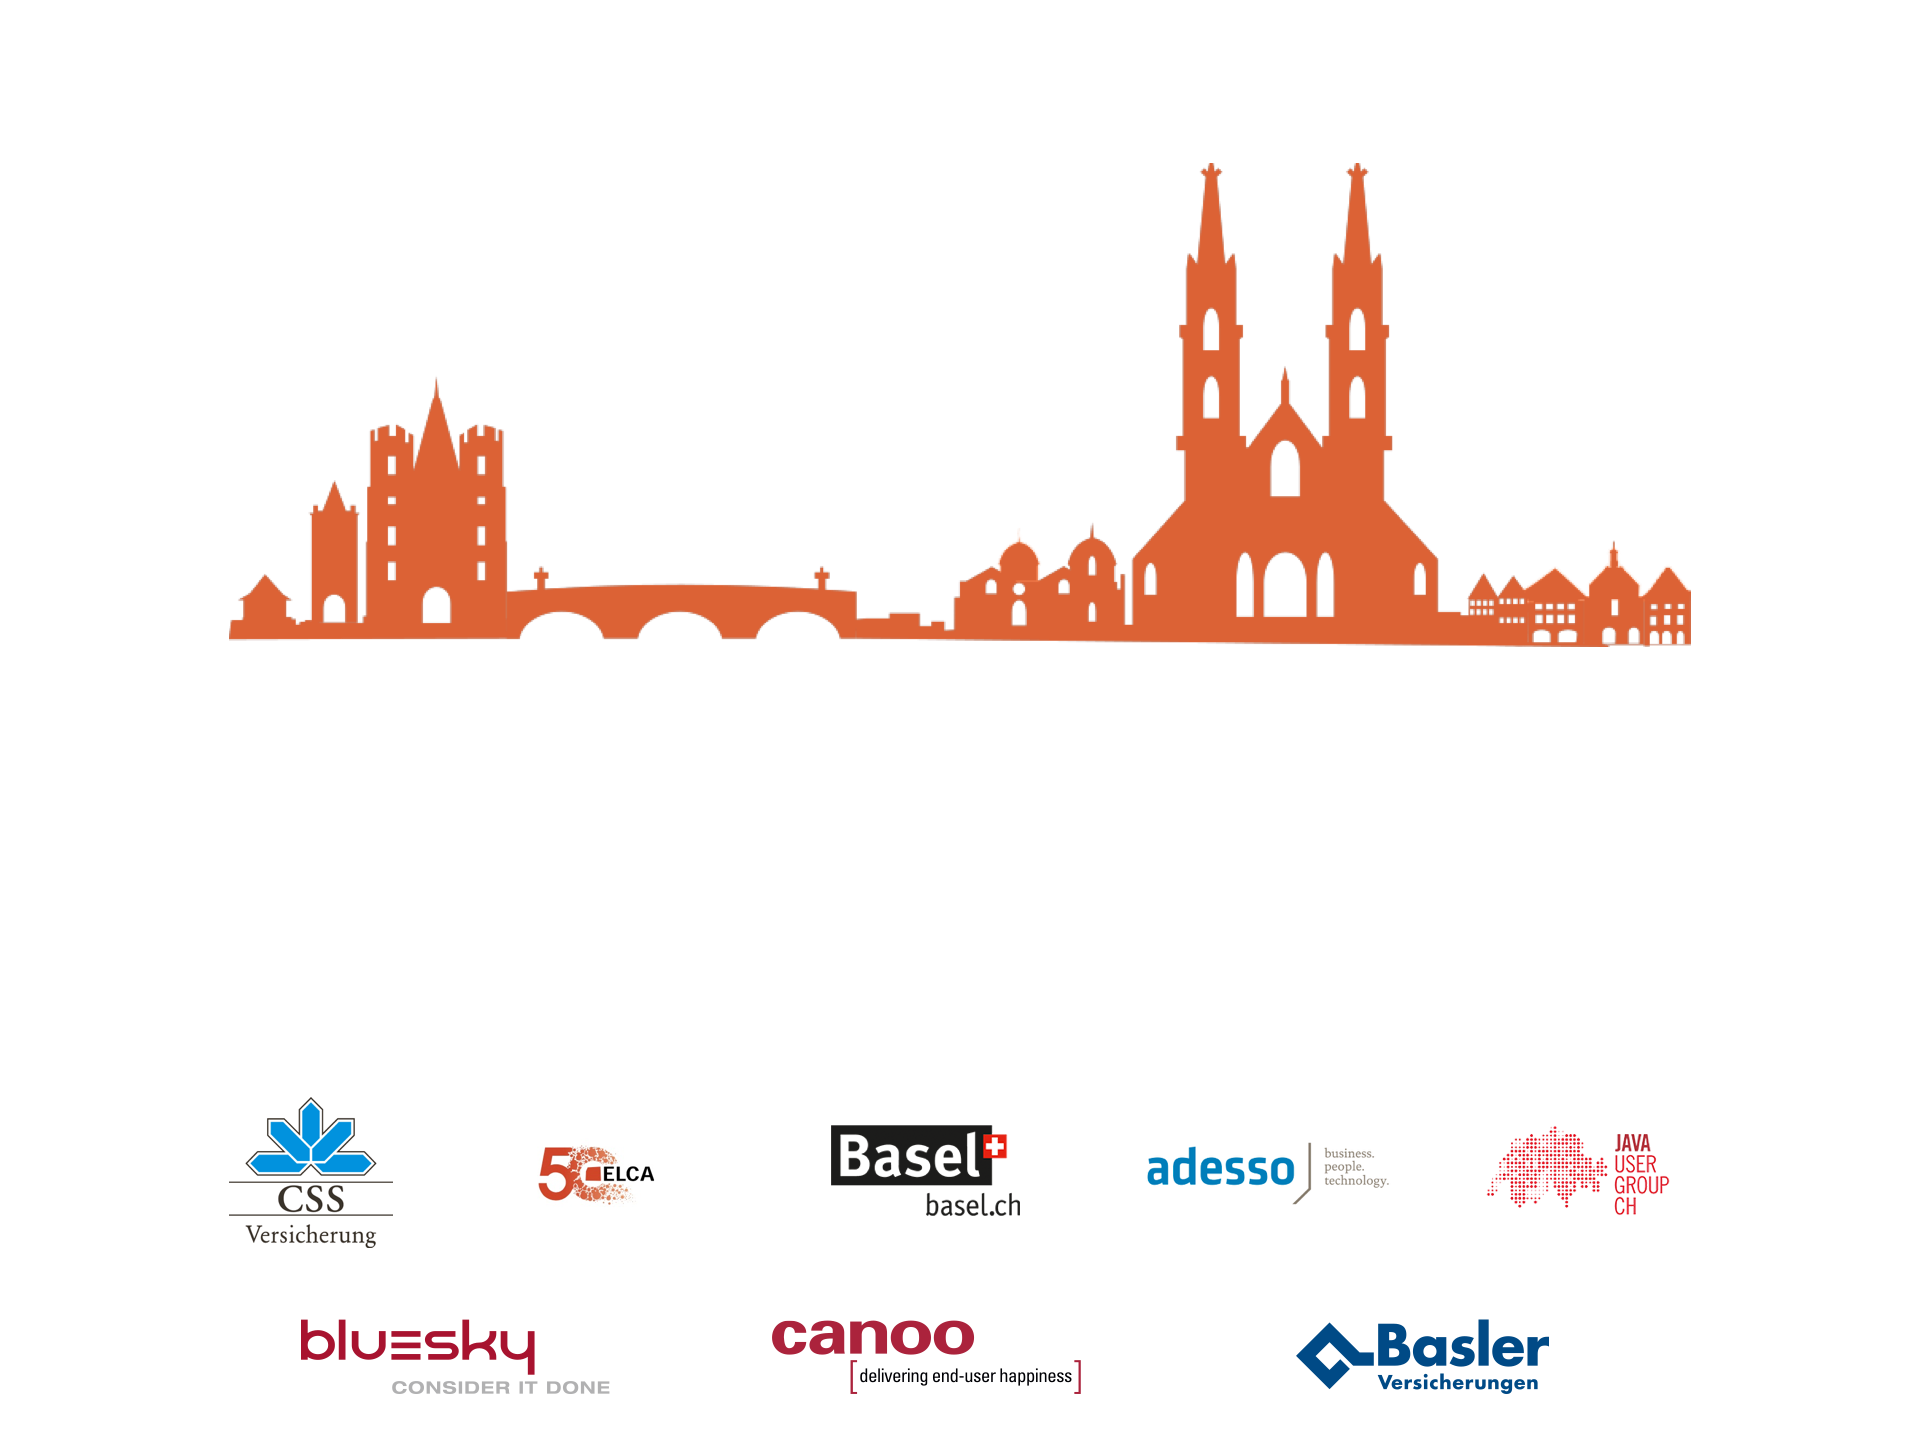 CSS
Versicherung
50 ELCA
Basel
basel.ch
adesso
business.
people.
technology.
JAVA
USER
GROUP
CH
bluesky
CONSIDER IT DONE
canoo
[delivering end-user happiness]
Basler
Versicherungen